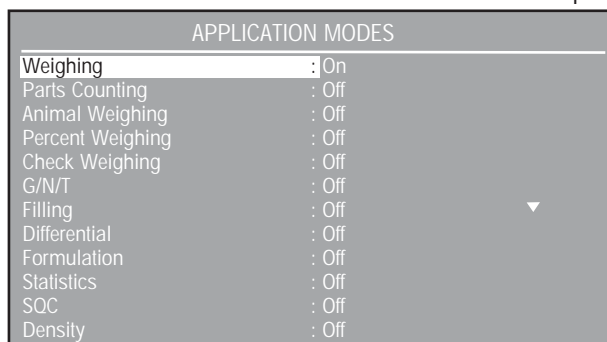 APPLICATION MODES
Weighing : On
Parts Counting : Off
Animal Weighing : Off
Percent Weighing : Off
Check Weighing : Off
G/N/T : Off
Filling : Off
Differential : Off
Formulation : Off
Statistics : Off
SQC : Off
Density : Off